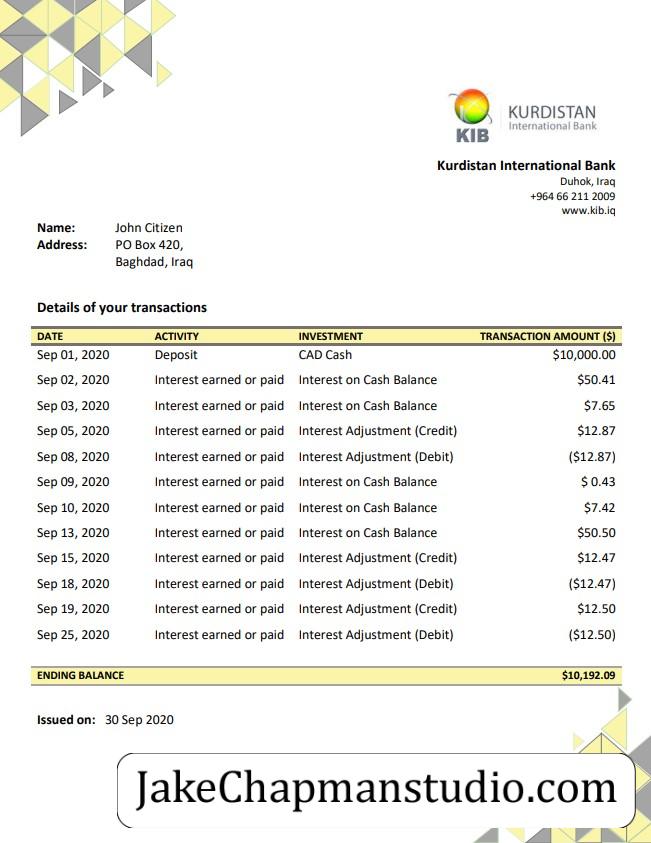 KIB
KURDISTAN
International Bank
Kurdistan International Bank
Duhok, Iraq
+964 66 211 2009
www.kib.iq
Name: John Citizen
Address: PO Box 420,
Baghdad, Iraq
Details of your transactions
DATE ACTIVITY INVESTMENT TRANSACTION AMOUNT ($)
Sep 01, 2020 Deposit CAD Cash $10,000.00
Sep 02, 2020 Interest earned or paid Interest on Cash Balance $50.41
Sep 03, 2020 Interest earned or paid Interest on Cash Balance $7.65
Sep 05, 2020 Interest earned or paid Interest Adjustment (Credit) $12.87
Sep 08, 2020 Interest earned or paid Interest Adjustment (Debit) ($12.87)
Sep 09, 2020 Interest earned or paid Interest on Cash Balance $ 0.43
Sep 10, 2020 Interest earned or paid Interest on Cash Balance $7.42
Sep 13, 2020 Interest earned or paid Interest on Cash Balance $50.50
Sep 15, 2020 Interest earned or paid Interest Adjustment (Credit) $12.47
Sep 18, 2020 Interest earned or paid Interest Adjustment (Debit) ($12.47)
Sep 19, 2020 Interest earned or paid Interest Adjustment (Credit) $12.50
Sep 25, 2020 Interest earned or paid Interest Adjustment (Debit) ($12.50)
ENDING BALANCE $10,192.09
Issued on: 30 Sep 2020
JakeChapmanstudio.com